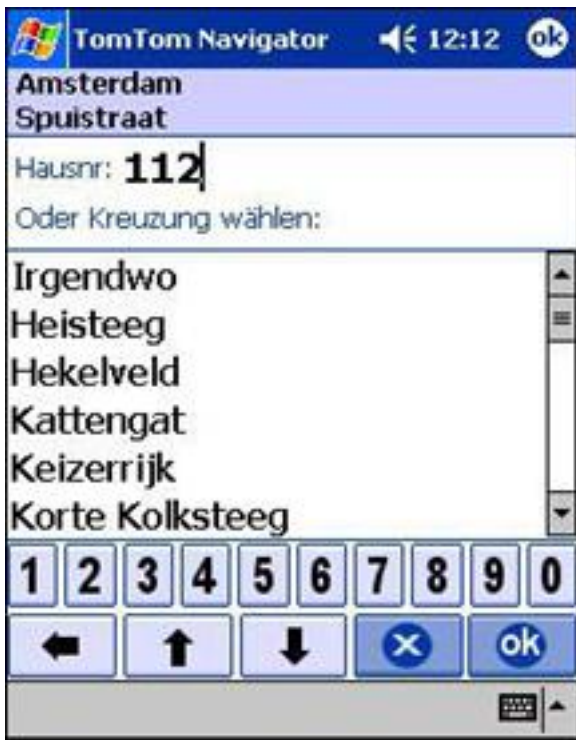 TomTom Navigator 12:12 ok
Amsterdam
Spuistraat
Hausnr: 112
Oder Kreuzung wählen:
Irgendwo
Heisteeg
Hekelveld
Kattengat
Keizerrijk
Korte Kolksteeg
1 2 3 4 5 6 7 8 9 0
ok